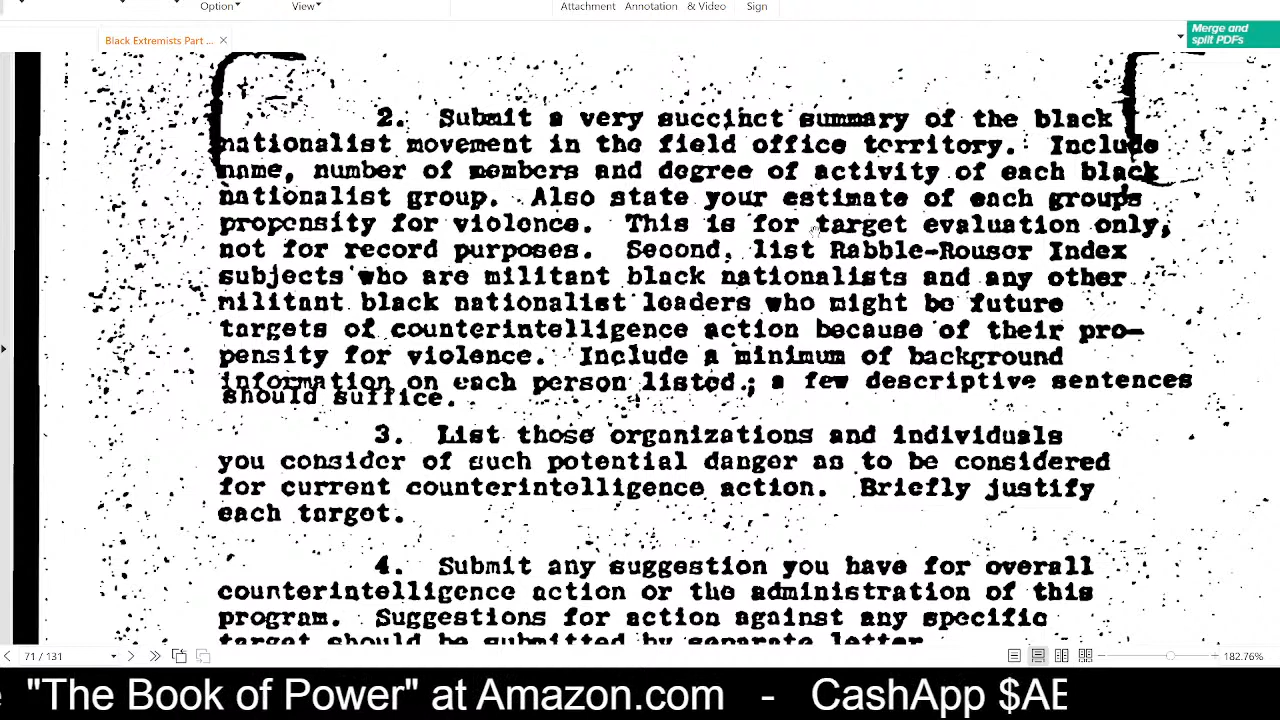 Option
View
Attachment Annotation & Video Sign
Black Extremists Part ...
Merge and
split PDFs
2. Submit a very succinct summary of the black
nationalist movement in the field office territory. Include
name, number of members and degree of activity of each black
nationalist group. Also state your estimate of each groups
propensity for violence. This is for target evaluation only,
not for record purposes. Second, list Rabble-Rouser Index
subjects who are militant black nationalists and any other
militant black nationalist leaders who might be future
targets of counterintelligence action because of their pro-
pensity for violence. Include a minimum of background
information on each person listed; a few descriptive sentences
should suffice.
3. List those organizations and individuals
you consider of such potential danger as to be considered
for current counterintelligence action. Briefly justify
each target.
4. Submit any suggestion you have for overall
counterintelligence action or the administration of this
program. Suggestions for action against any specific
target should be submitted by separate letter
71 / 131
182.76%
"The Book of Power" at Amazon.com - CashApp $AE